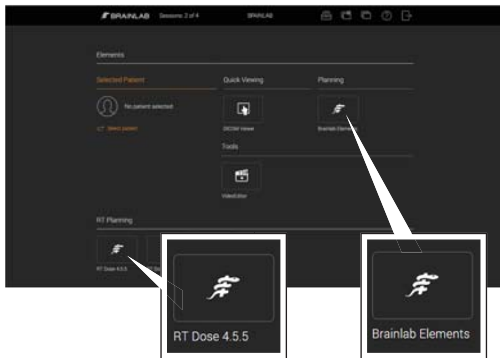 BRAINLAB Sessions: 2 of 4 BRAINLAB
Elements
Selected Patient Quick Viewing Planning
No patient selected
Select patient
DICOM Viewer Brainlab Elements
Tools
VideoEditor
RT Planning
RT Dose 4.5.5
RT Dose 4.5.5
Brainlab Elements